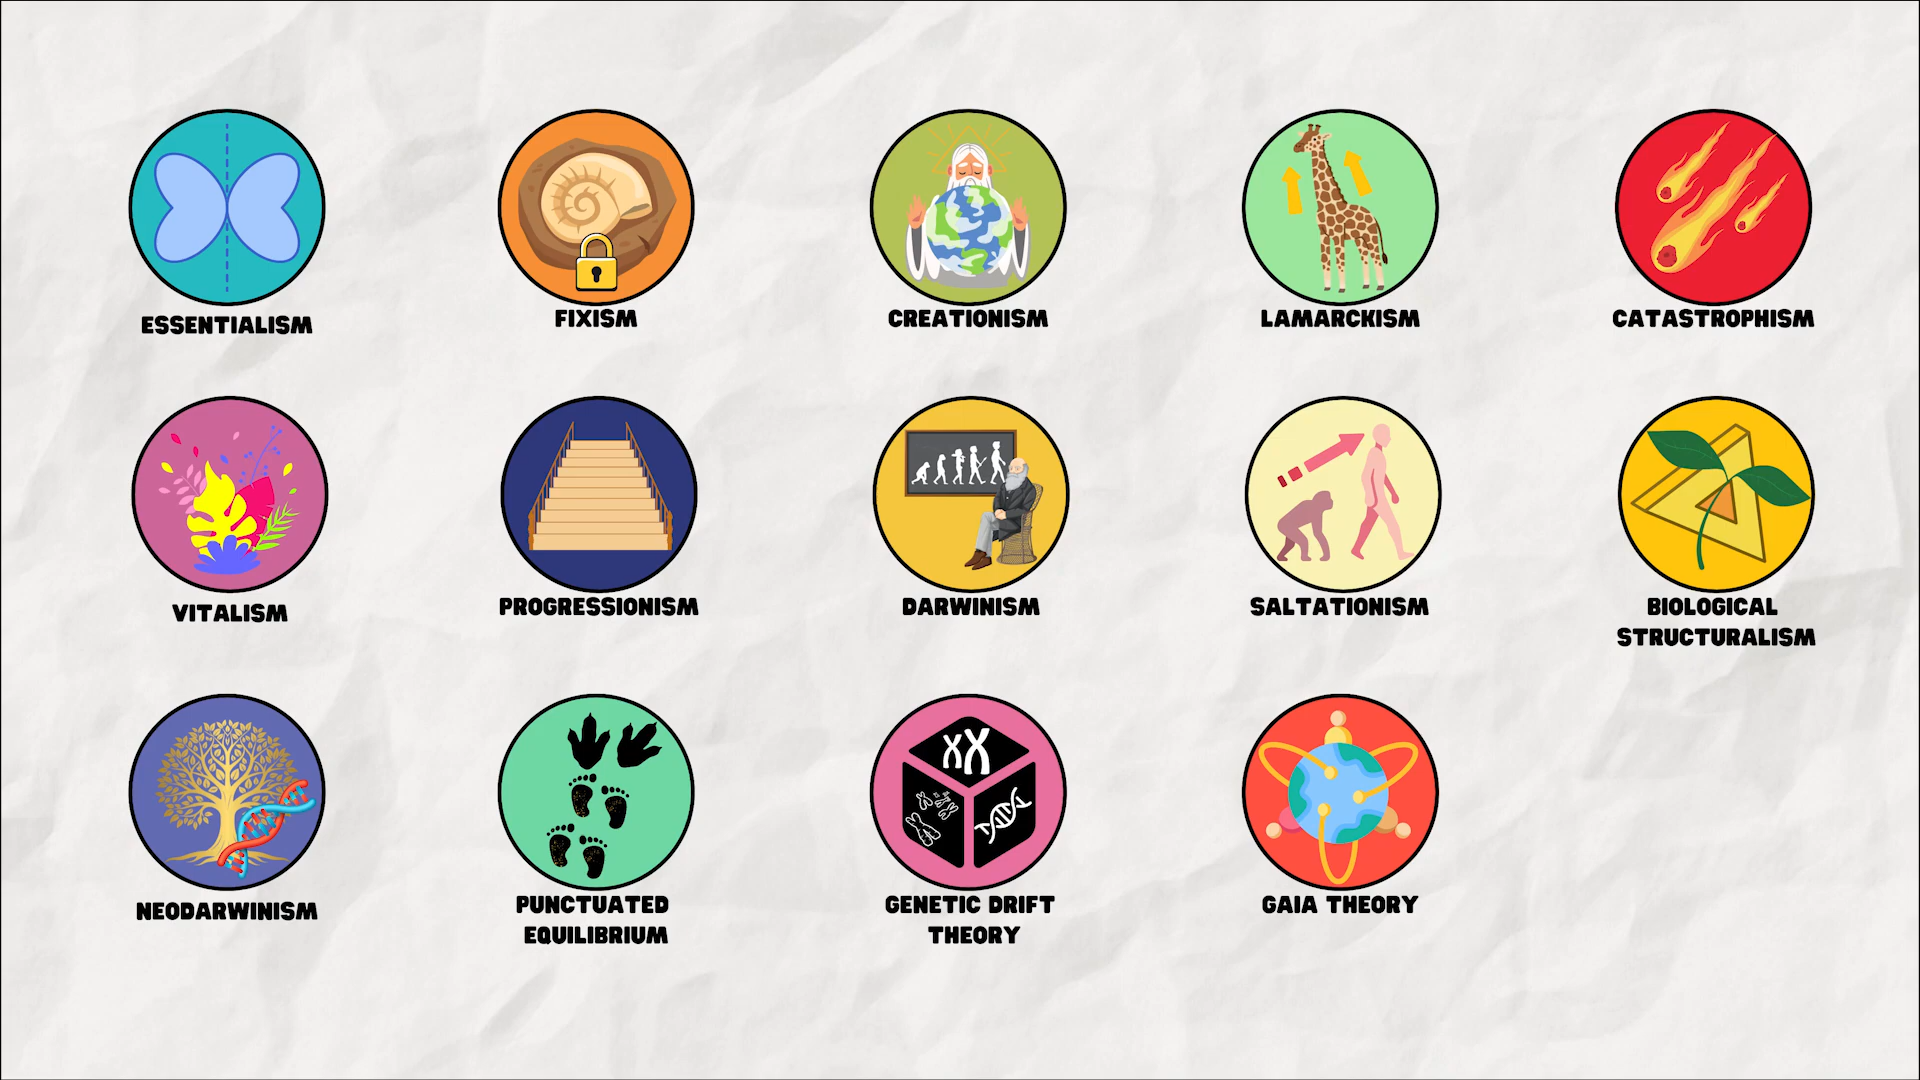 ESSENTIALISM
FIXISM
CREATIONISM
LAMARCKISM
CATASTROPHISM
VITALISM
PROGRESSIONISM
DARWINISM
SALTATIONISM
BIOLOGICAL
STRUCTURALISM
NEODARWINISM
PUNCTUATED
EQUILIBRIUM
GENETIC DRIFT
THEORY
GAIA THEORY